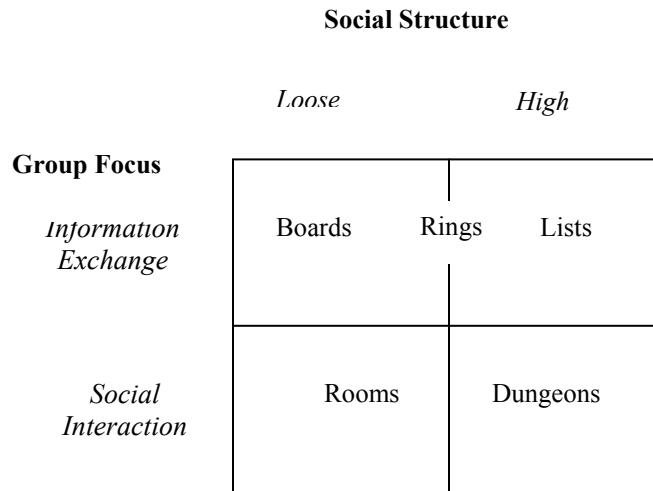 Social Structure
Loose High
Group Focus
Information
Exchange
Boards Rings Lists
Social
Interaction
Rooms Dungeons